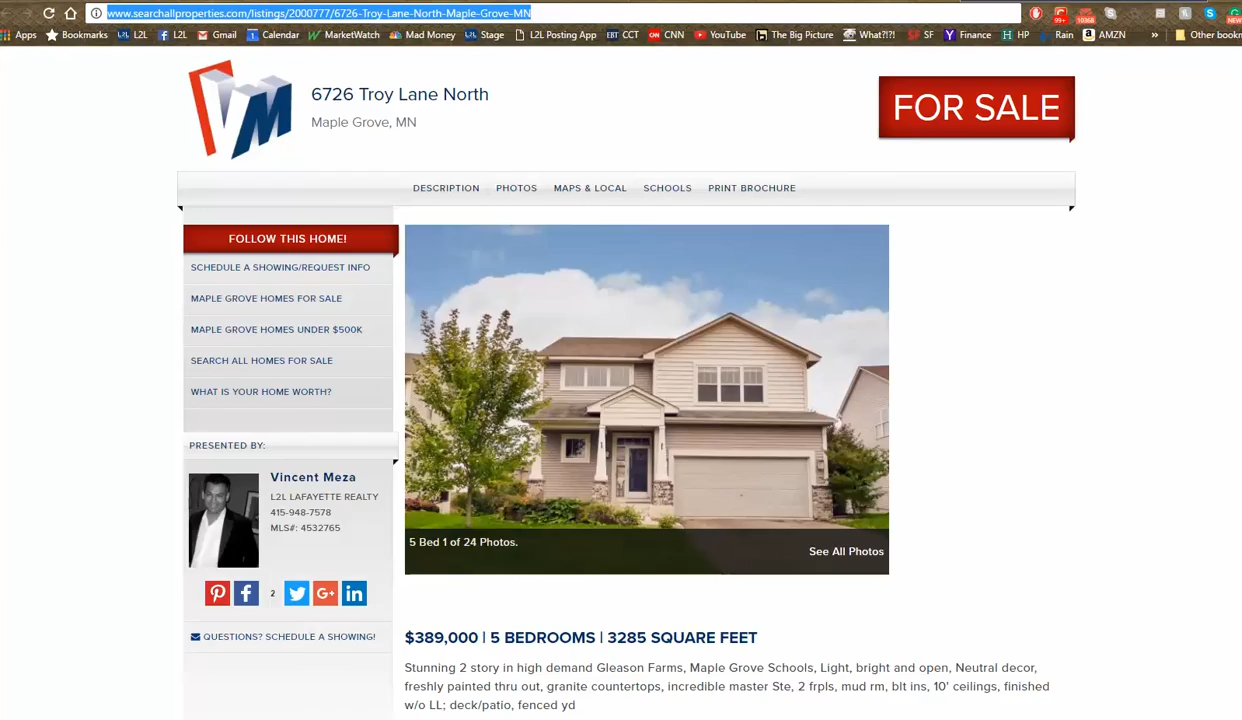 www.searchallproperties.com/listings/2000777/6726-Troy-Lane-North-Maple-Grove-MN
99+ 10368 NEW
Apps Bookmarks L2L L2L Gmail Calendar MarketWatch Mad Money Stage L2L Posting App EBT CCT CNN YouTube The Big Picture What?!?! SF SF Finance H HP Rain AMZN » Other bookm
VM
6726 Troy Lane North
Maple Grove, MN
FOR SALE
DESCRIPTION PHOTOS MAPS & LOCAL SCHOOLS PRINT BROCHURE
FOLLOW THIS HOME!
SCHEDULE A SHOWING/REQUEST INFO
MAPLE GROVE HOMES FOR SALE
MAPLE GROVE HOMES UNDER $500K
SEARCH ALL HOMES FOR SALE
WHAT IS YOUR HOME WORTH?
PRESENTED BY:
Vincent Meza
L2L LAFAYETTE REALTY
415-948-7578
MLS#: 4532765
2
QUESTIONS? SCHEDULE A SHOWING!
5 Bed 1 of 24 Photos.
See All Photos
$389,000 | 5 BEDROOMS | 3285 SQUARE FEET
Stunning 2 story in high demand Gleason Farms, Maple Grove Schools, Light, bright and open, Neutral decor,
freshly painted thru out, granite countertops, incredible master Ste, 2 frpls, mud rm, blt ins, 10' ceilings, finished
w/o LL; deck/patio, fenced yd